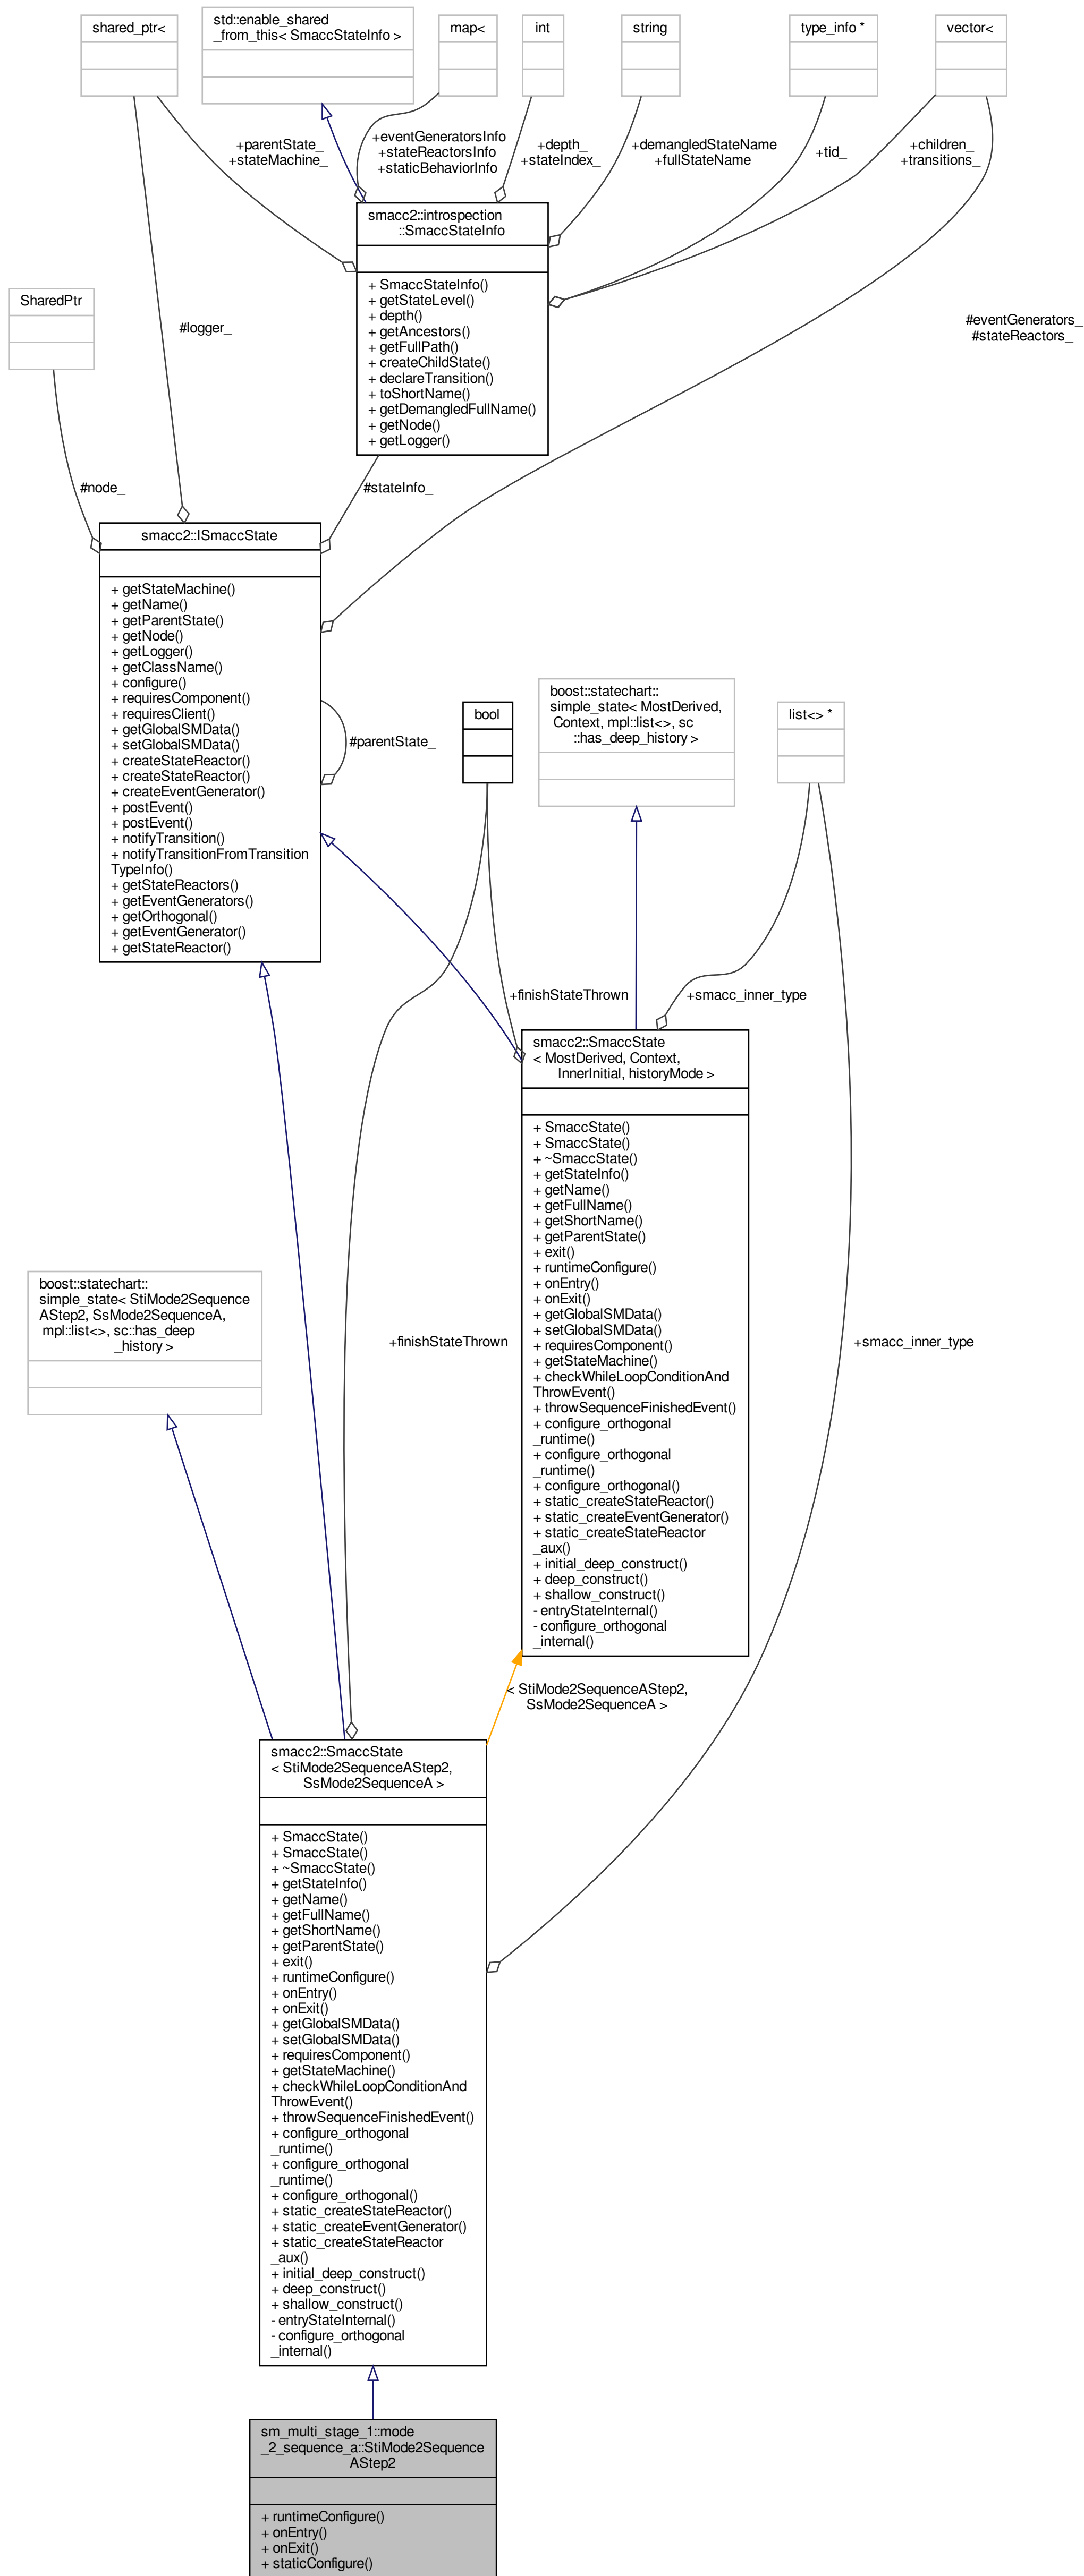 shared_ptr<
std::enable_shared
_from_this< SmaccStateInfo >
map<
int
string
type_info *
vector<
+parentState_
+stateMachine_
+eventGeneratorsInfo
+stateReactorsInfo
+staticBehaviorInfo
+depth_
+stateIndex_
+demangledStateName
+fullStateName
+tid_
+children_
+transitions_
smacc2::introspection
::SmaccStateInfo
+ SmaccStateInfo()
+ getStateLevel()
+ depth()
+ getAncestors()
+ getFullPath()
+ createChildState()
+ declareTransition()
+ toShortName()
+ getDemangledFullName()
+ getNode()
+ getLogger()
SharedPtr
#logger_
#eventGenerators_
#stateReactors_
#node_
#stateInfo_
smacc2::ISmaccState
+ getStateMachine()
+ getName()
+ getParentState()
+ getNode()
+ getLogger()
+ getClassName()
+ configure()
+ requiresComponent()
+ requiresClient()
+ getGlobalSMData()
+ setGlobalSMData()
+ createStateReactor()
+ createStateReactor()
+ createEventGenerator()
+ postEvent()
+ postEvent()
+ notifyTransition()
+ notifyTransitionFromTransition
TypeInfo()
+ getStateReactors()
+ getEventGenerators()
+ getOrthogonal()
+ getEventGenerator()
+ getStateReactor()
#parentState_
bool
boost::statechart::
simple_state< MostDerived,
Context, mpl::list<>, sc
::has_deep_history >
list<> *
+finishStateThrown
+smacc_inner_type
smacc2::SmaccState
< MostDerived, Context,
InnerInitial, historyMode >
+ SmaccState()
+ SmaccState()
+ ~SmaccState()
+ getStateInfo()
+ getName()
+ getFullName()
+ getShortName()
+ getParentState()
+ exit()
+ runtimeConfigure()
+ onEntry()
+ onExit()
+ getGlobalSMData()
+ setGlobalSMData()
+ requiresComponent()
+ getStateMachine()
+ checkWhileLoopConditionAnd
ThrowEvent()
+ throwSequenceFinishedEvent()
+ configure_orthogonal
_runtime()
+ configure_orthogonal
_runtime()
+ configure_orthogonal()
+ static_createStateReactor()
+ static_createEventGenerator()
+ static_createStateReactor
_aux()
+ initial_deep_construct()
+ deep_construct()
+ shallow_construct()
- entryStateInternal()
- configure_orthogonal
_internal()
boost::statechart::
simple_state< StiMode2Sequence
AStep2, SsMode2SequenceA,
mpl::list<>, sc::has_deep
_history >
+finishStateThrown
+smacc_inner_type
< StiMode2SequenceAStep2,
SsMode2SequenceA >
smacc2::SmaccState
< StiMode2SequenceAStep2,
SsMode2SequenceA >
+ SmaccState()
+ SmaccState()
+ ~SmaccState()
+ getStateInfo()
+ getName()
+ getFullName()
+ getShortName()
+ getParentState()
+ exit()
+ runtimeConfigure()
+ onEntry()
+ onExit()
+ getGlobalSMData()
+ setGlobalSMData()
+ requiresComponent()
+ getStateMachine()
+ checkWhileLoopConditionAnd
ThrowEvent()
+ throwSequenceFinishedEvent()
+ configure_orthogonal
_runtime()
+ configure_orthogonal
_runtime()
+ configure_orthogonal()
+ static_createStateReactor()
+ static_createEventGenerator()
+ static_createStateReactor
_aux()
+ initial_deep_construct()
+ deep_construct()
+ shallow_construct()
- entryStateInternal()
- configure_orthogonal
_internal()
sm_multi_stage_1::mode
_2_sequence_a::StiMode2Sequence
AStep2
+ runtimeConfigure()
+ onEntry()
+ onExit()
+ staticConfigure()